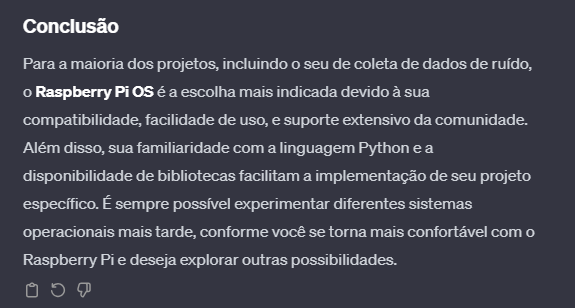 Conclusão
Para a maioria dos projetos, incluindo o seu de coleta de dados de ruído,
o Raspberry Pi OS é a escolha mais indicada devido à sua
compatibilidade, facilidade de uso, e suporte extensivo da comunidade.
Além disso, sua familiaridade com a linguagem Python e a
disponibilidade de bibliotecas facilitam a implementação de seu projeto
específico. É sempre possível experimentar diferentes sistemas
operacionais mais tarde, conforme você se torna mais confortável com o
Raspberry Pi e deseja explorar outras possibilidades.